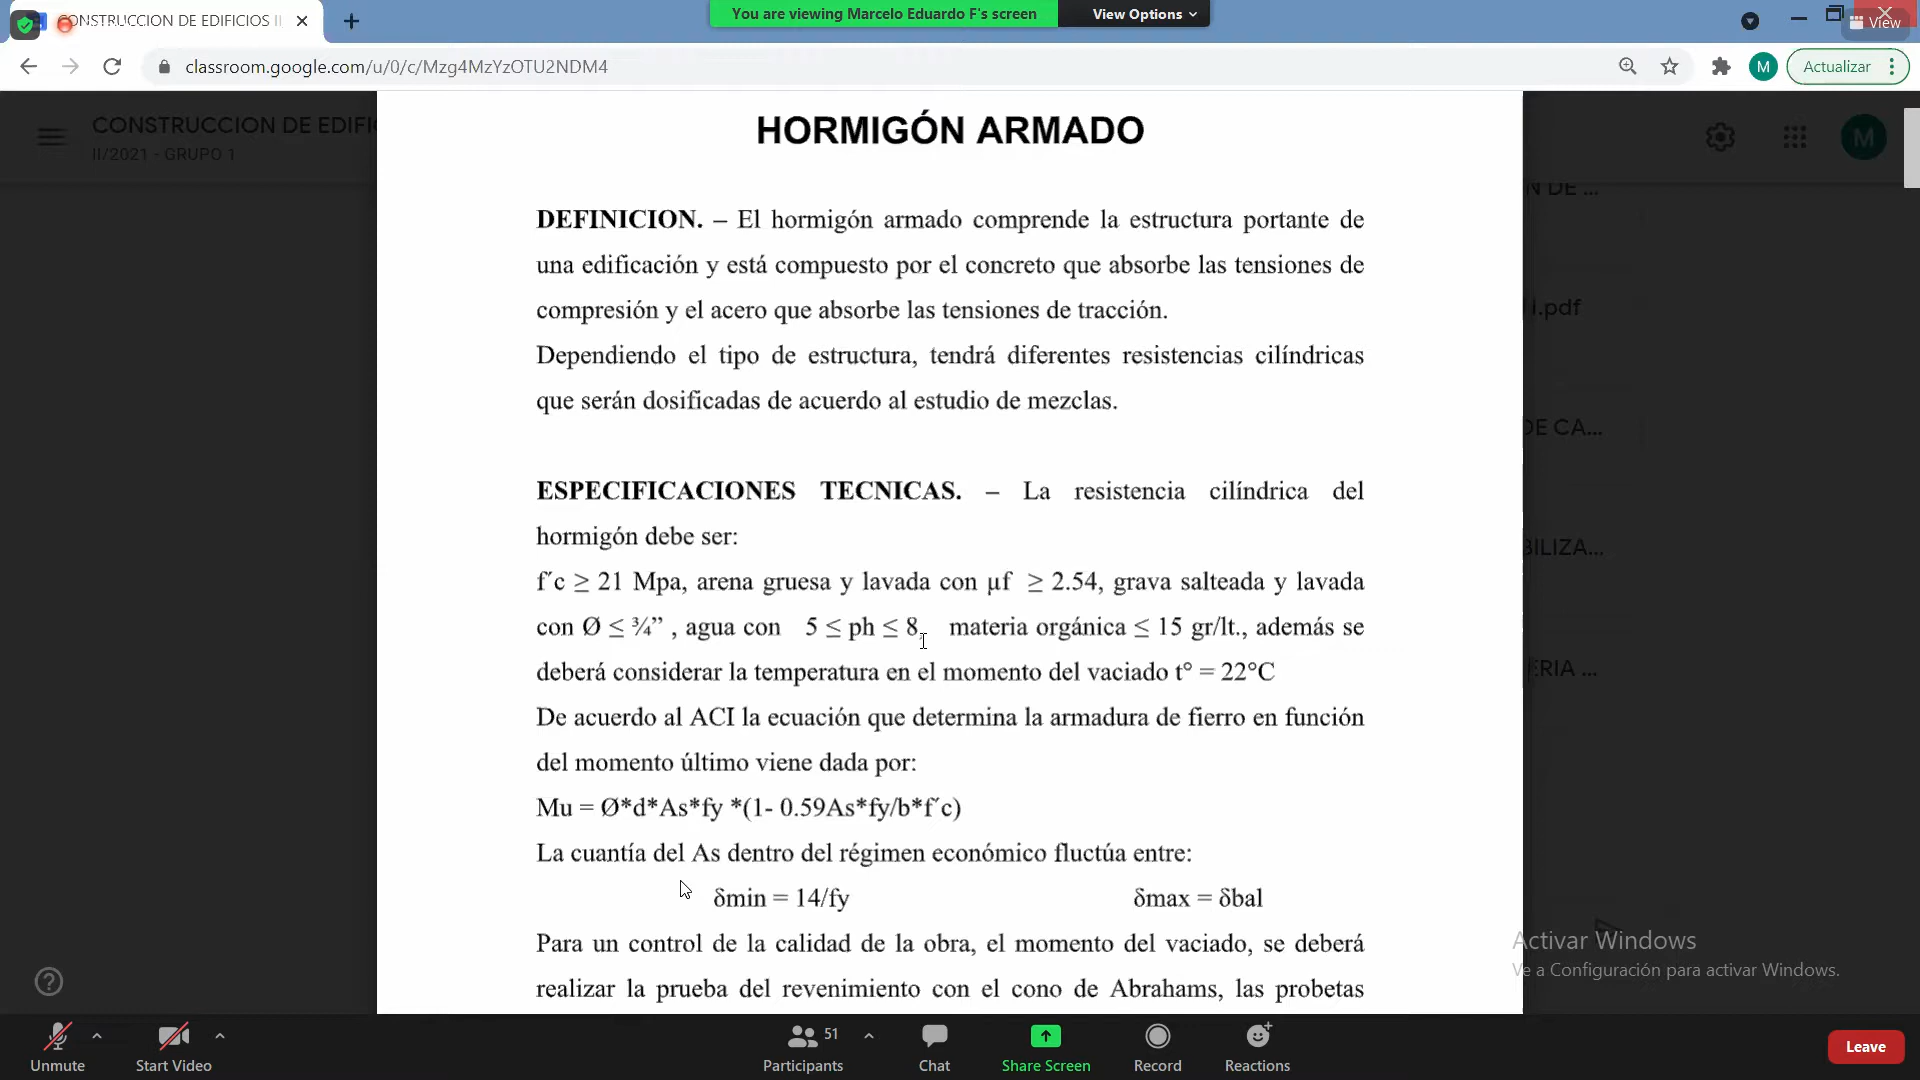 CONSTRUCCION DE EDIFICIOS II
You are viewing Marcelo Eduardo F's screen
View Options
View
classroom.google.com/u/0/c/Mzg4MzYzOTU2NDM4
M
Actualizar
CONSTRUCCION DE EDIFI
II/2021 - GRUPO 1
M
HORMIGÓN ARMADO
DEFINICION. – El hormigón armado comprende la estructura portante de
una edificación y está compuesto por el concreto que absorbe las tensiones de
compresión y el acero que absorbe las tensiones de tracción.
Dependiendo el tipo de estructura, tendrá diferentes resistencias cilíndricas
que serán dosificadas de acuerdo al estudio de mezclas.
ESPECIFICACIONES TECNICAS. – La resistencia cilíndrica del
hormigón debe ser:
f´c ≥ 21 Mpa, arena gruesa y lavada con µf ≥ 2.54, grava salteada y lavada
con Ø ≤ ¾” , agua con 5 ≤ ph ≤ 8, materia orgánica ≤ 15 gr/lt., además se
deberá considerar la temperatura en el momento del vaciado t° = 22°C
De acuerdo al ACI la ecuación que determina la armadura de fierro en función
del momento último viene dada por:
Mu = Ø*d*As*fy *(1- 0.59As*fy/b*f´c)
La cuantía del As dentro del régimen económico fluctúa entre:
δmin = 14/fy δmax = δbal
Para un control de la calidad de la obra, el momento del vaciado, se deberá
realizar la prueba del revenimiento con el cono de Abrahams, las probetas
N DE ...
.pdf
DE CA...
BILIZA...
ERIA ...
Activar Windows
Ve a Configuración para activar Windows.
Unmute
Start Video
51
Participants
Chat
Share Screen
Record
Reactions
Leave